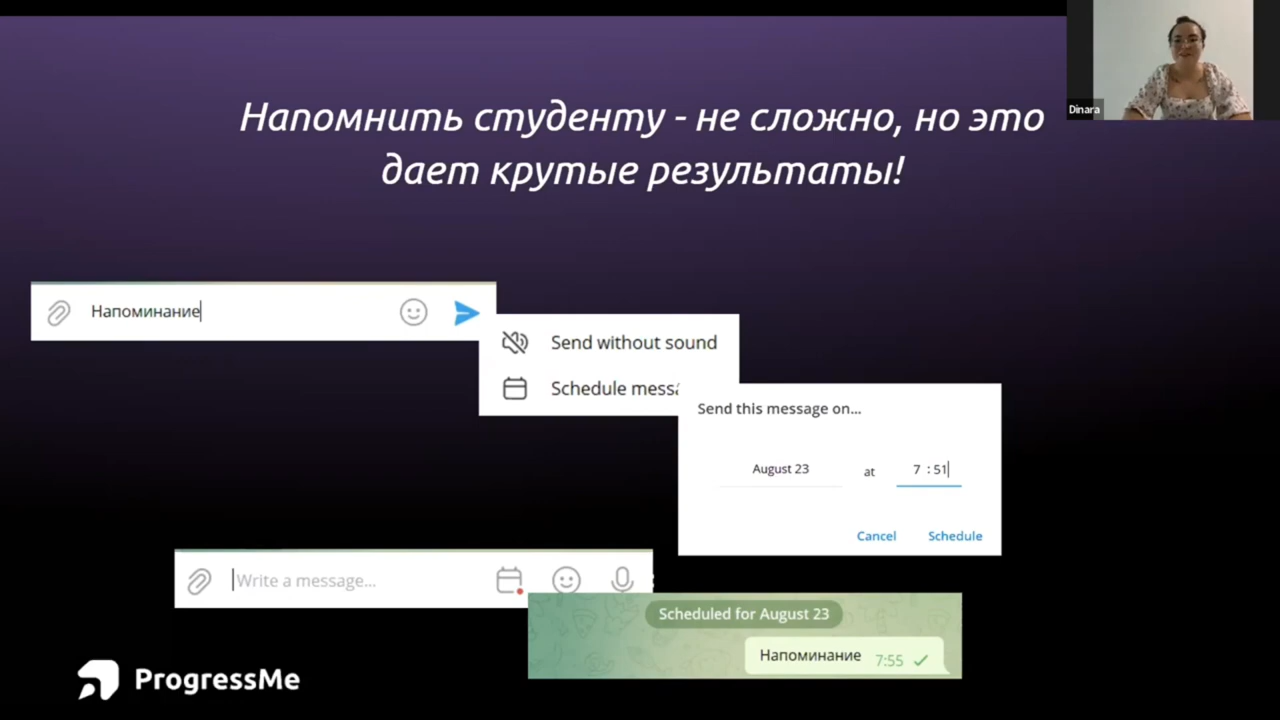 Dinara
Напомнить студенту - не сложно, но это
дает крутые результаты!
Напоминание
Send without sound
Schedule messa
Send this message on...
August 23 at 7 : 51
Cancel Schedule
Write a message...
Scheduled for August 23
Напоминание 7:55
ProgressMe